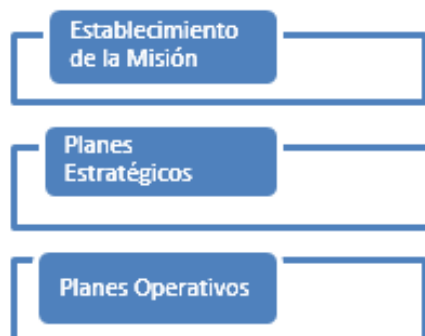 Establecimiento
de la Misión
Planes
Estratégicos
Planes Operativos